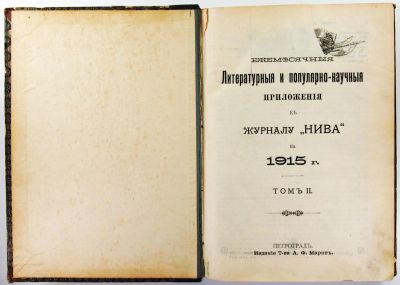 ЕЖЕМѢСЯЧНЫЯ
Литературныя и популярно-научныя
ПРИЛОЖЕНІЯ
КЪ
ЖУРНАЛУ „НИВА“
на
1915 г.
ТОМЪ II.
ПЕТРОГРАДЪ.
Изданіе Т-ва А. Ф. Марксъ.